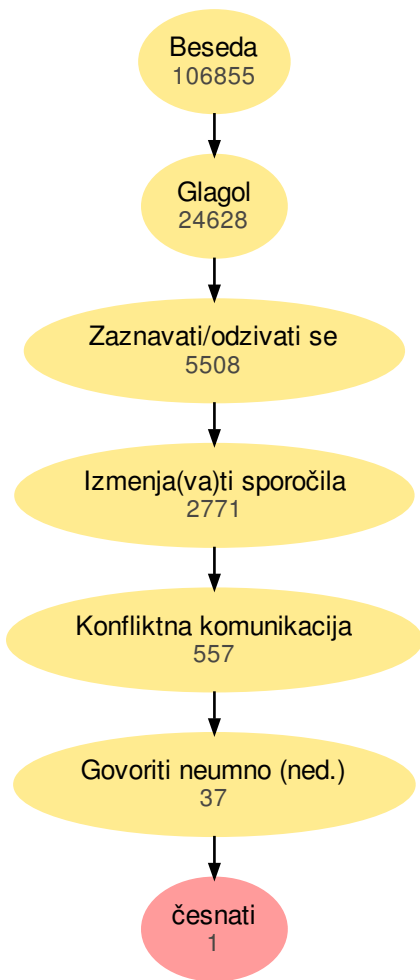 Beseda
106855
Glagol
24628
Zaznavati/odzivati se
5508
Izmenja(va)ti sporočila
2771
Konfliktna komunikacija
557
Govoriti neumno (ned.)
37
česnati
1